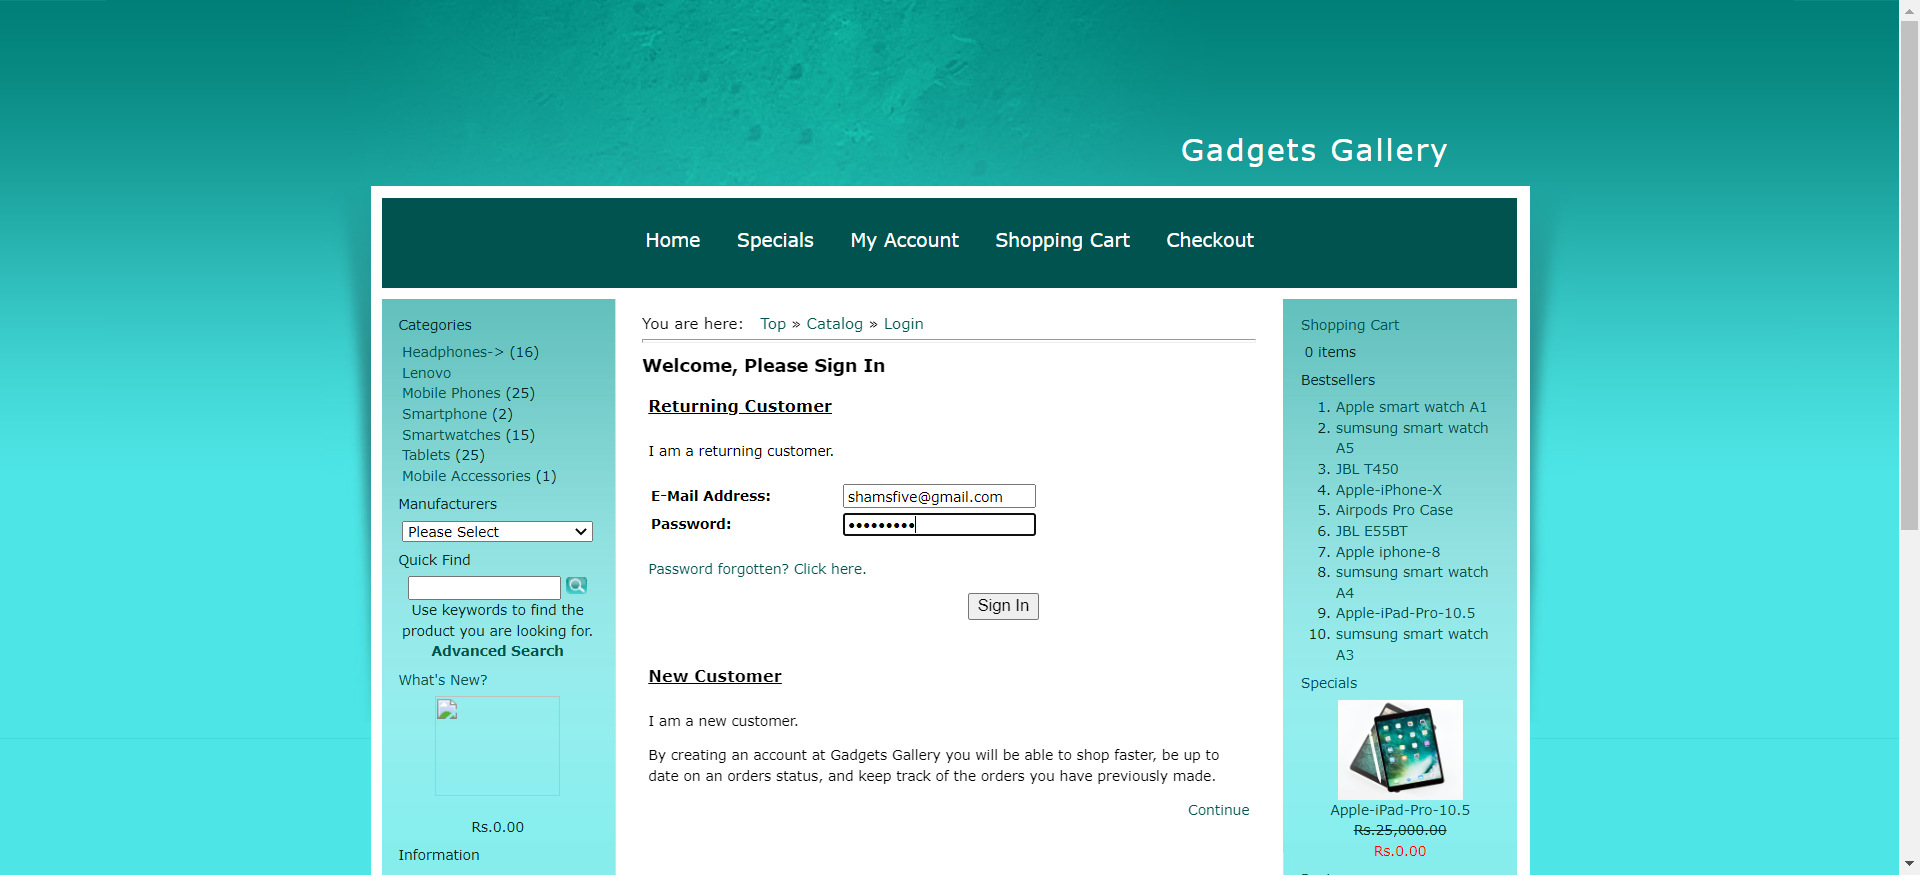 Gadgets Gallery
Home Specials My Account Shopping Cart Checkout
Categories
Headphones-> (16)
Lenovo
Mobile Phones (25)
Smartphone (2)
Smartwatches (15)
Tablets (25)
Mobile Accessories (1)
Manufacturers
Please Select
Quick Find
Use keywords to find the
product you are looking for.
Advanced Search
What's New?
Rs.0.00
Information
You are here: Top » Catalog » Login
Welcome, Please Sign In
Returning Customer
I am a returning customer.
E-Mail Address: shamsfive@gmail.com
Password: •••••••••
Password forgotten? Click here.
Sign In
New Customer
I am a new customer.
By creating an account at Gadgets Gallery you will be able to shop faster, be up to
date on an orders status, and keep track of the orders you have previously made.
Continue
Shopping Cart
0 items
Bestsellers
1. Apple smart watch A1
2. sumsung smart watch
A5
3. JBL T450
4. Apple-iPhone-X
5. Airpods Pro Case
6. JBL E55BT
7. Apple iphone-8
8. sumsung smart watch
A4
9. Apple-iPad-Pro-10.5
10. sumsung smart watch
A3
Specials
Apple-iPad-Pro-10.5
Rs.25,000.00
Rs.0.00